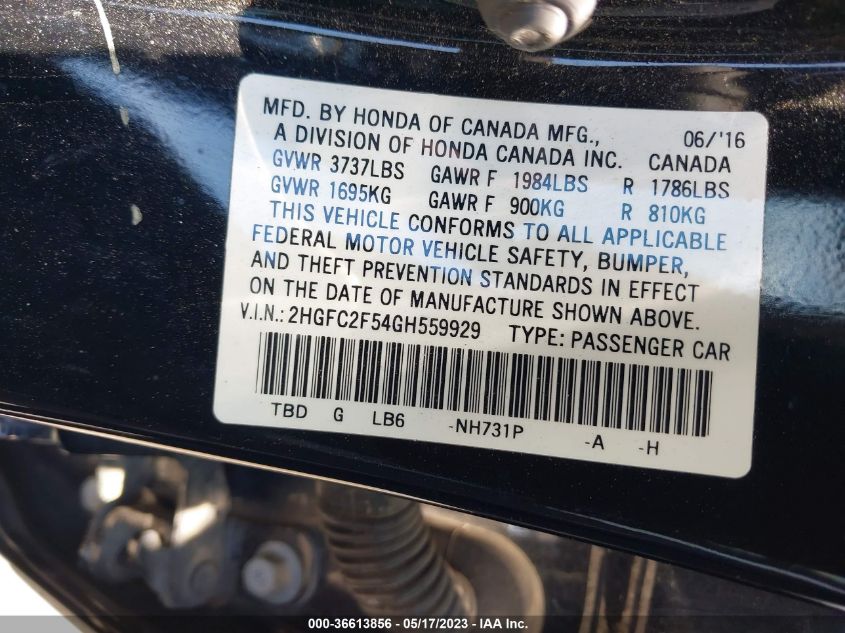 MFD. BY HONDA OF CANADA MFG., 06/'16
A DIVISION OF HONDA CANADA INC. CANADA
GVWR 3737LBS GAWR F 1984LBS R 1786LBS
GVWR 1695KG GAWR F 900KG R 810KG
THIS VEHICLE CONFORMS TO ALL APPLICABLE
FEDERAL MOTOR VEHICLE SAFETY, BUMPER,
AND THEFT PREVENTION STANDARDS IN EFFECT
ON THE DATE OF MANUFACTURE SHOWN ABOVE.
V.I.N.: 2HGFC2F54GH559929 TYPE: PASSENGER CAR
TBD G LB6 -NH731P -A -H
000-36613856 - 05/17/2023 - IAA Inc.